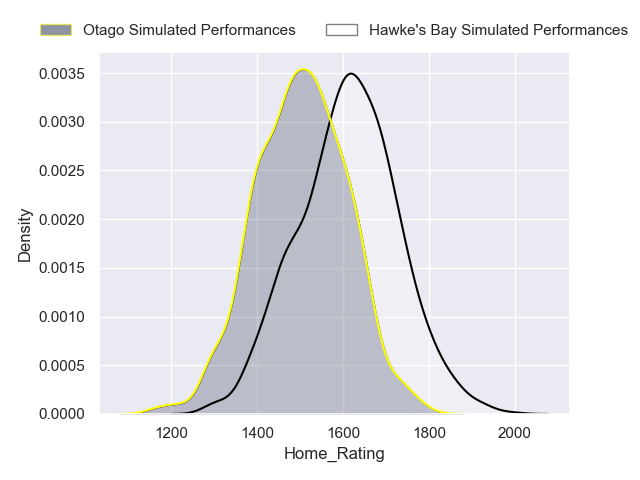 Otago Simulated Performances
Hawke's Bay Simulated Performances
0.0035
0.0030
0.0025
0.0020
0.0015
0.0010
0.0005
0.0000
Density
1200 1400 1600 1800 2000
Home_Rating